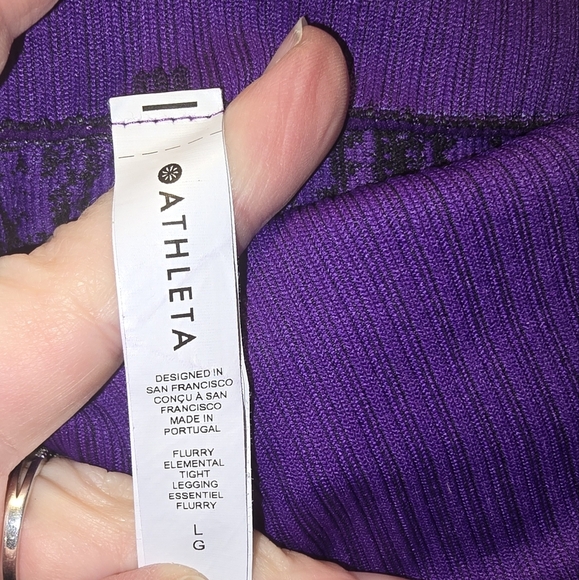 ATHLETA
DESIGNED IN
SAN FRANCISCO
CONÇU À SAN
FRANCISCO
MADE IN
PORTUGAL
FLURRY
ELEMENTAL
TIGHT
LEGGING
ESSENTIEL
FLURRY
L
G